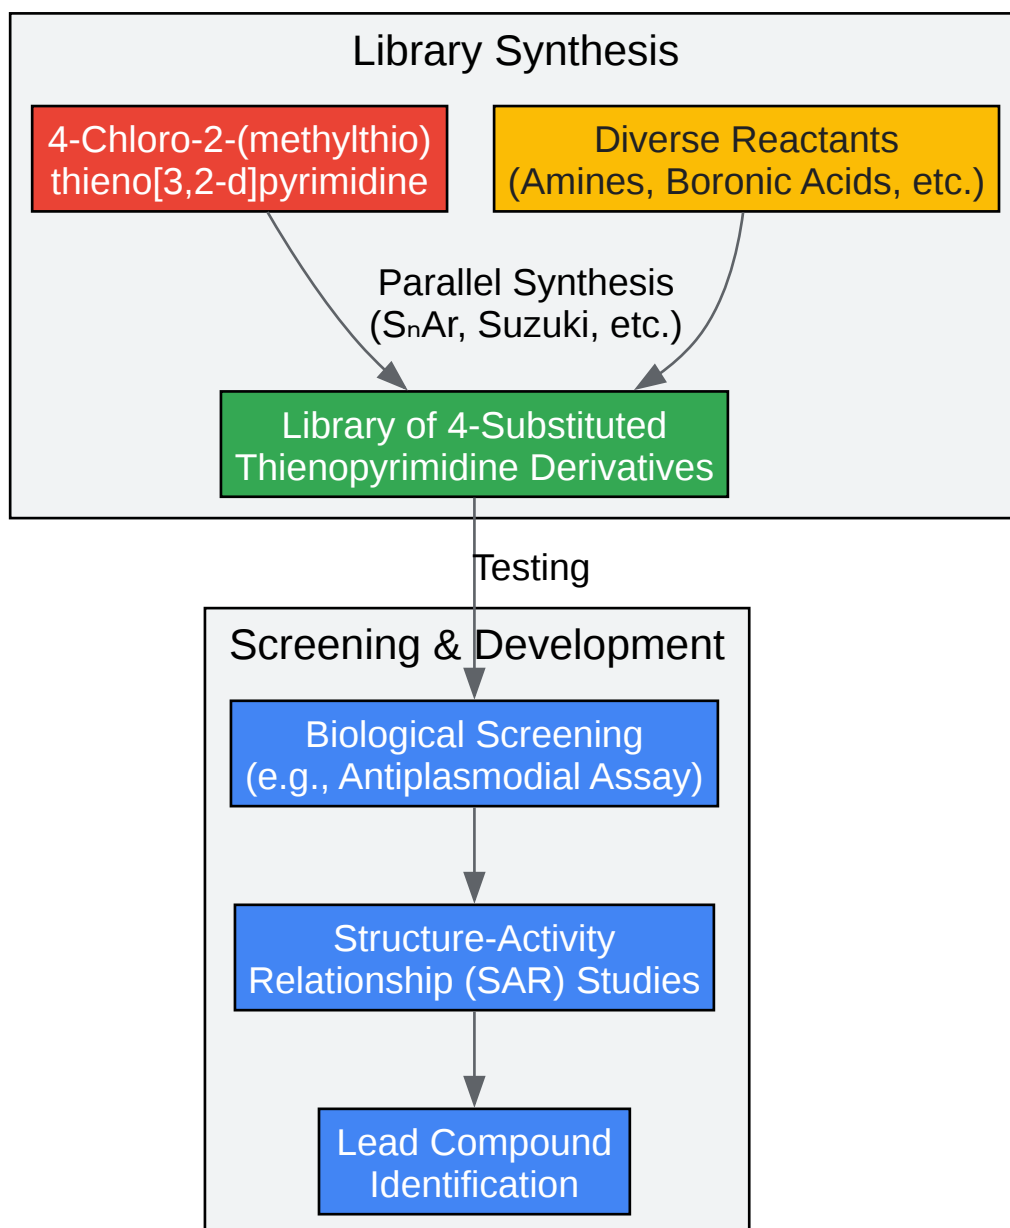 Library Synthesis
4-Chloro-2-(methylthio)
thieno[3,2-d]pyrimidine
Diverse Reactants
(Amines, Boronic Acids, etc.)
Parallel Synthesis
(SₙAr, Suzuki, etc.)
Library of 4-Substituted
Thienopyrimidine Derivatives
Testing
Screening & Development
Biological Screening
(e.g., Antiplasmodial Assay)
Structure-Activity
Relationship (SAR) Studies
Lead Compound
Identification